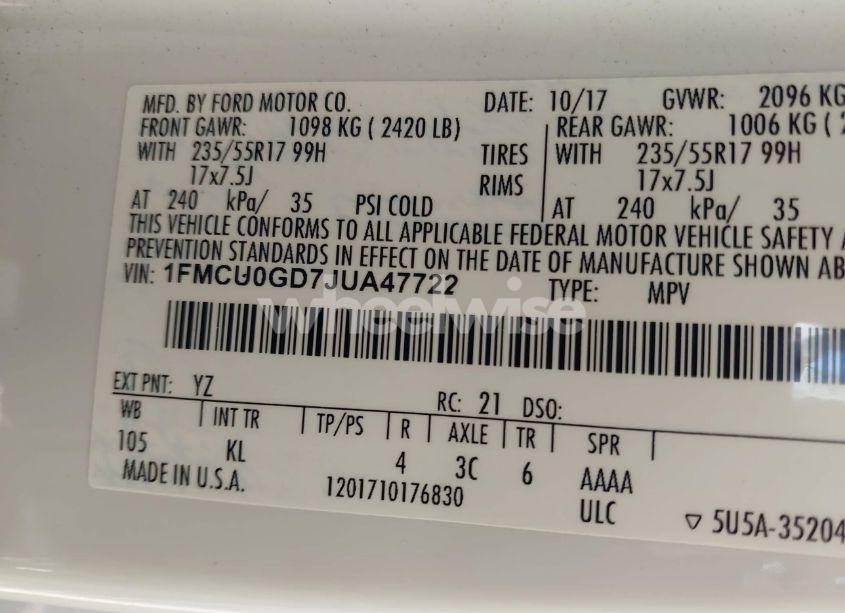 MFD. BY FORD MOTOR CO. DATE: 10/17 GVWR: 2096 KG
FRONT GAWR: 1098 KG ( 2420 LB) REAR GAWR: 1006 KG ( 2
WITH 235/55R17 99H TIRES WITH 235/55R17 99H
17x7.5J RIMS 17x7.5J
AT 240 kPa/ 35 PSI COLD AT 240 kPa/ 35
THIS VEHICLE CONFORMS TO ALL APPLICABLE FEDERAL MOTOR VEHICLE SAFETY A
PREVENTION STANDARDS IN EFFECT ON THE DATE OF MANUFACTURE SHOWN AB
VIN: 1FMCU0GD7JUA47722 TYPE: MPV
wheelwise
EXT PNT: YZ RC: 21 DSO:
WB INT TR TP/PS R AXLE TR SPR
105 KL 4 3C 6 AAAA
MADE IN U.S.A. 1201710176830 ULC ▽ 5U5A-35204